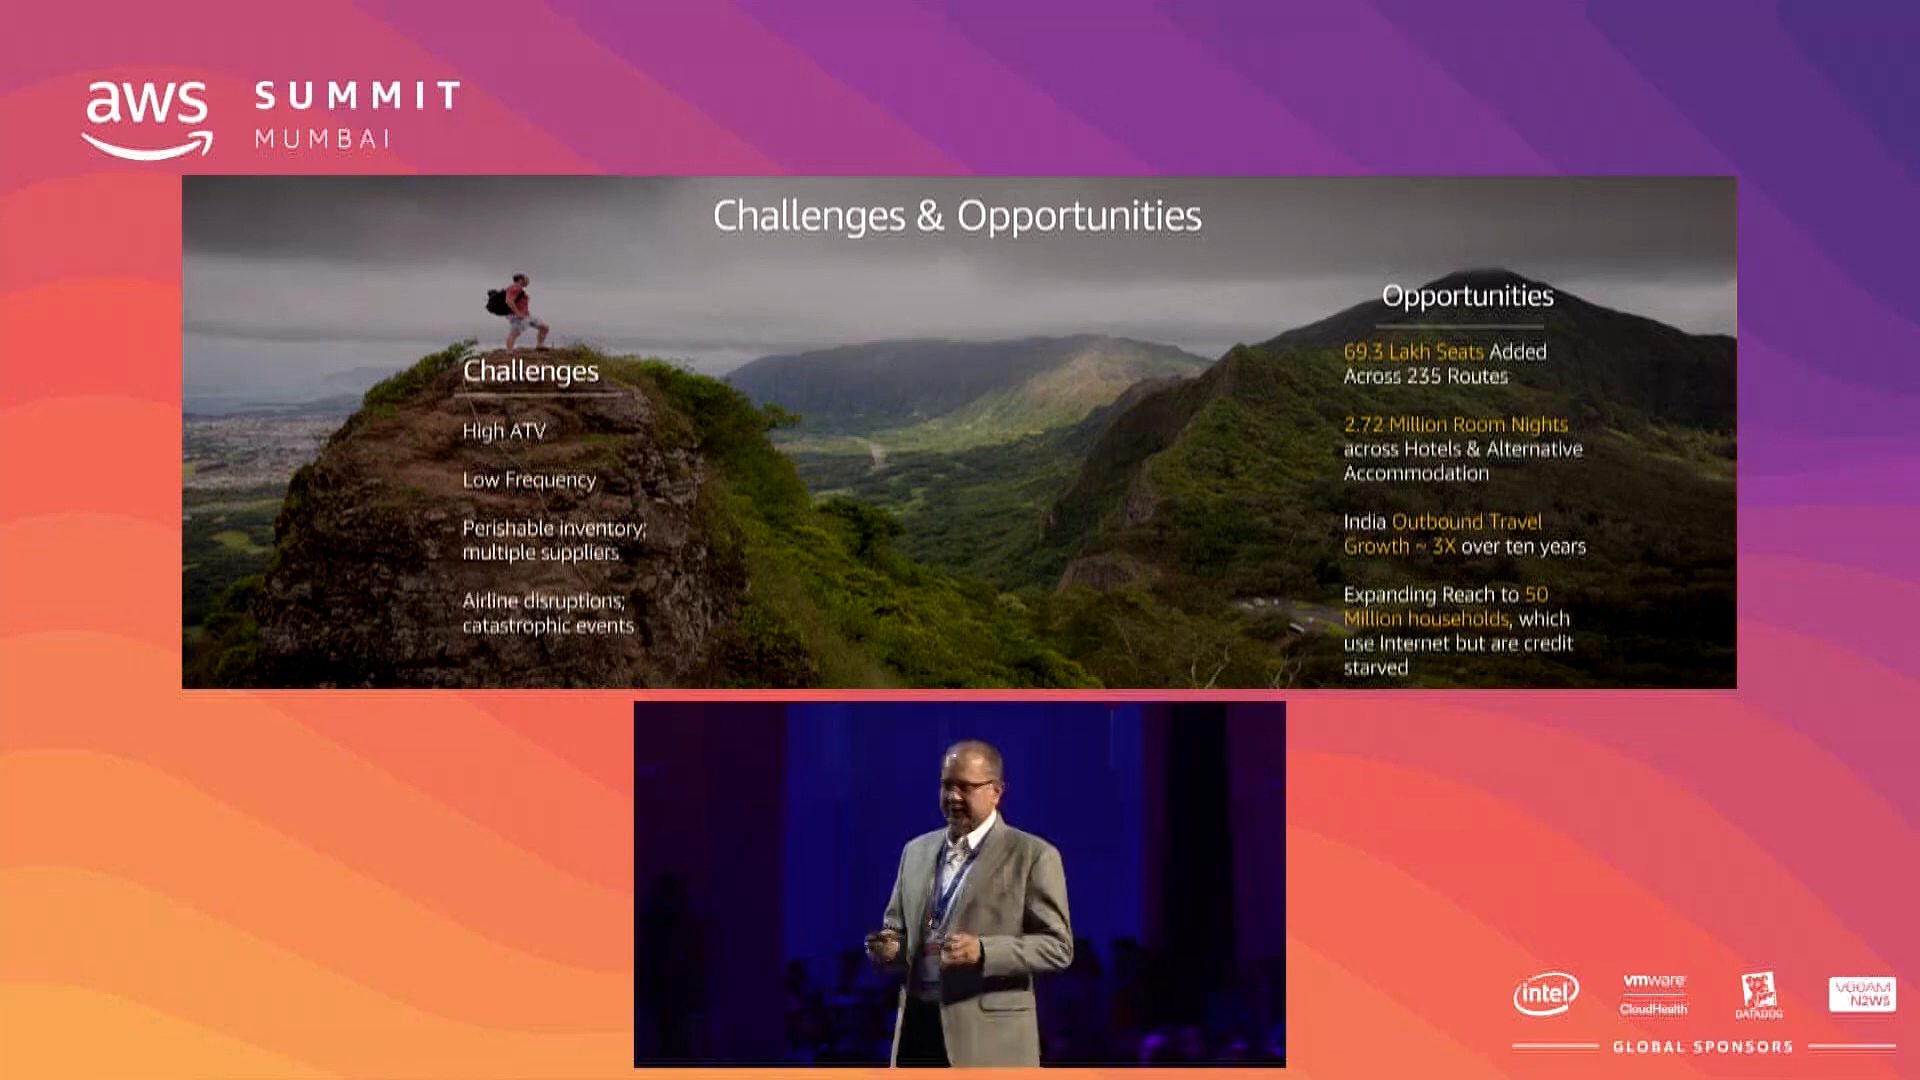 aws SUMMIT
MUMBAI
Challenges & Opportunities
Challenges
High ATV
Low Frequency
Perishable inventory;
multiple suppliers
Airline disruptions;
catastrophic events
Opportunities
69.3 Lakh Seats Added
Across 235 Routes
2.72 Million Room Nights
across Hotels & Alternative
Accommodation
India Outbound Travel
Growth ~ 3X over ten years
Expanding Reach to 50
Million households, which
use Internet but are credit
starved
intel
vmware
CloudHealth
DATADOG
VEEAM
N2WS
GLOBAL SPONSORS